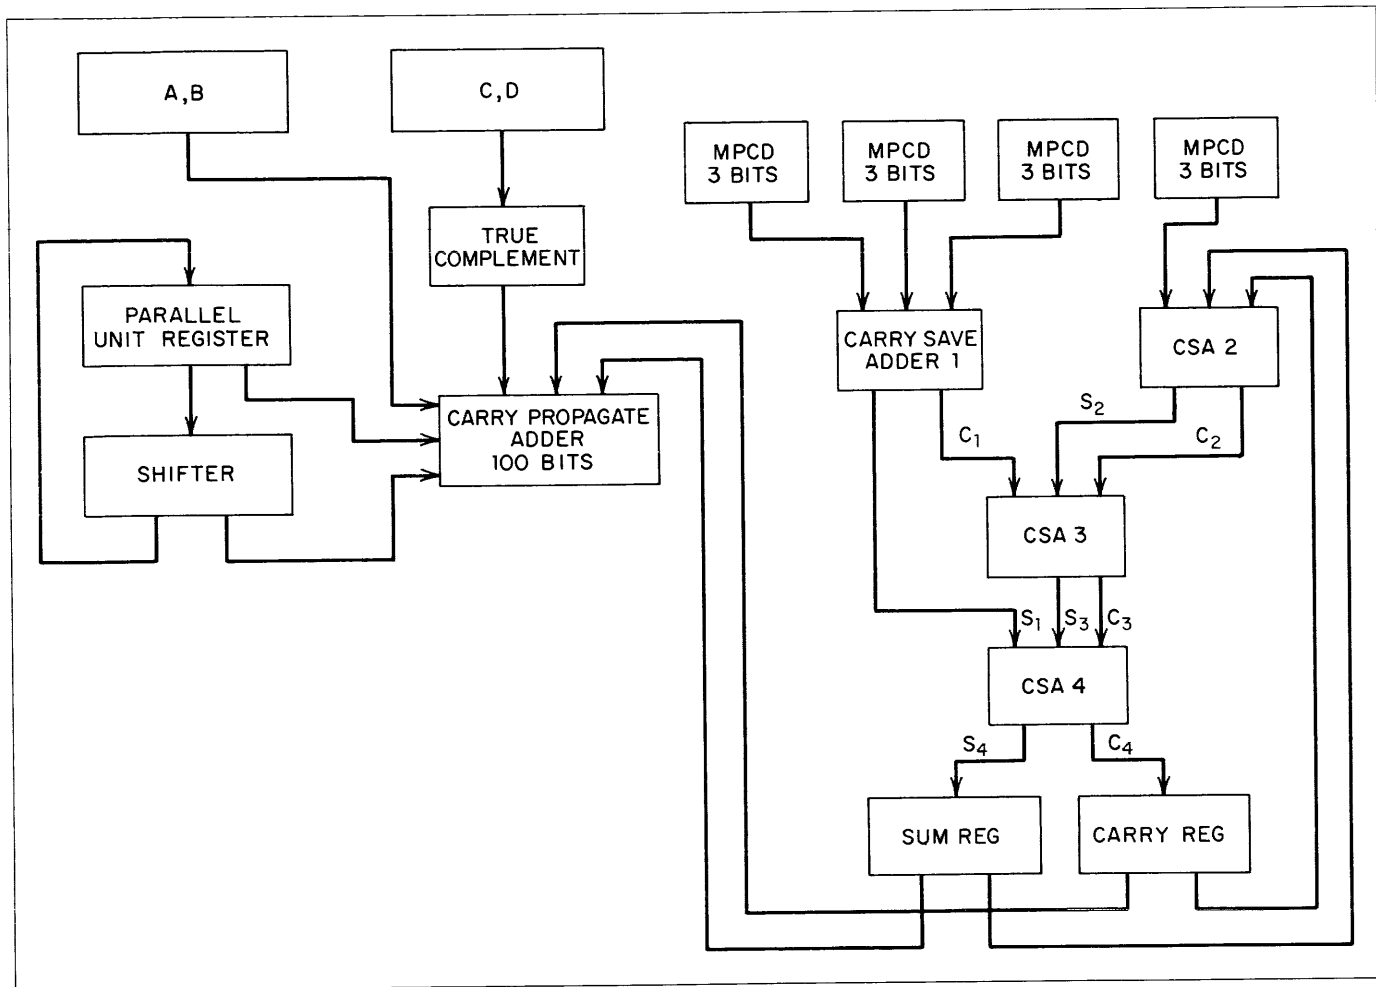 A,B
C,D
MPCD
3 BITS
MPCD
3 BITS
MPCD
3 BITS
MPCD
3 BITS
TRUE
COMPLEMENT
PARALLEL
UNIT REGISTER
CARRY SAVE
ADDER 1
CSA 2
SHIFTER
CARRY PROPAGATE
ADDER
100 BITS
S2
C1
C2
CSA 3
S1
S3
C3
CSA 4
S4
C4
SUM REG
CARRY REG